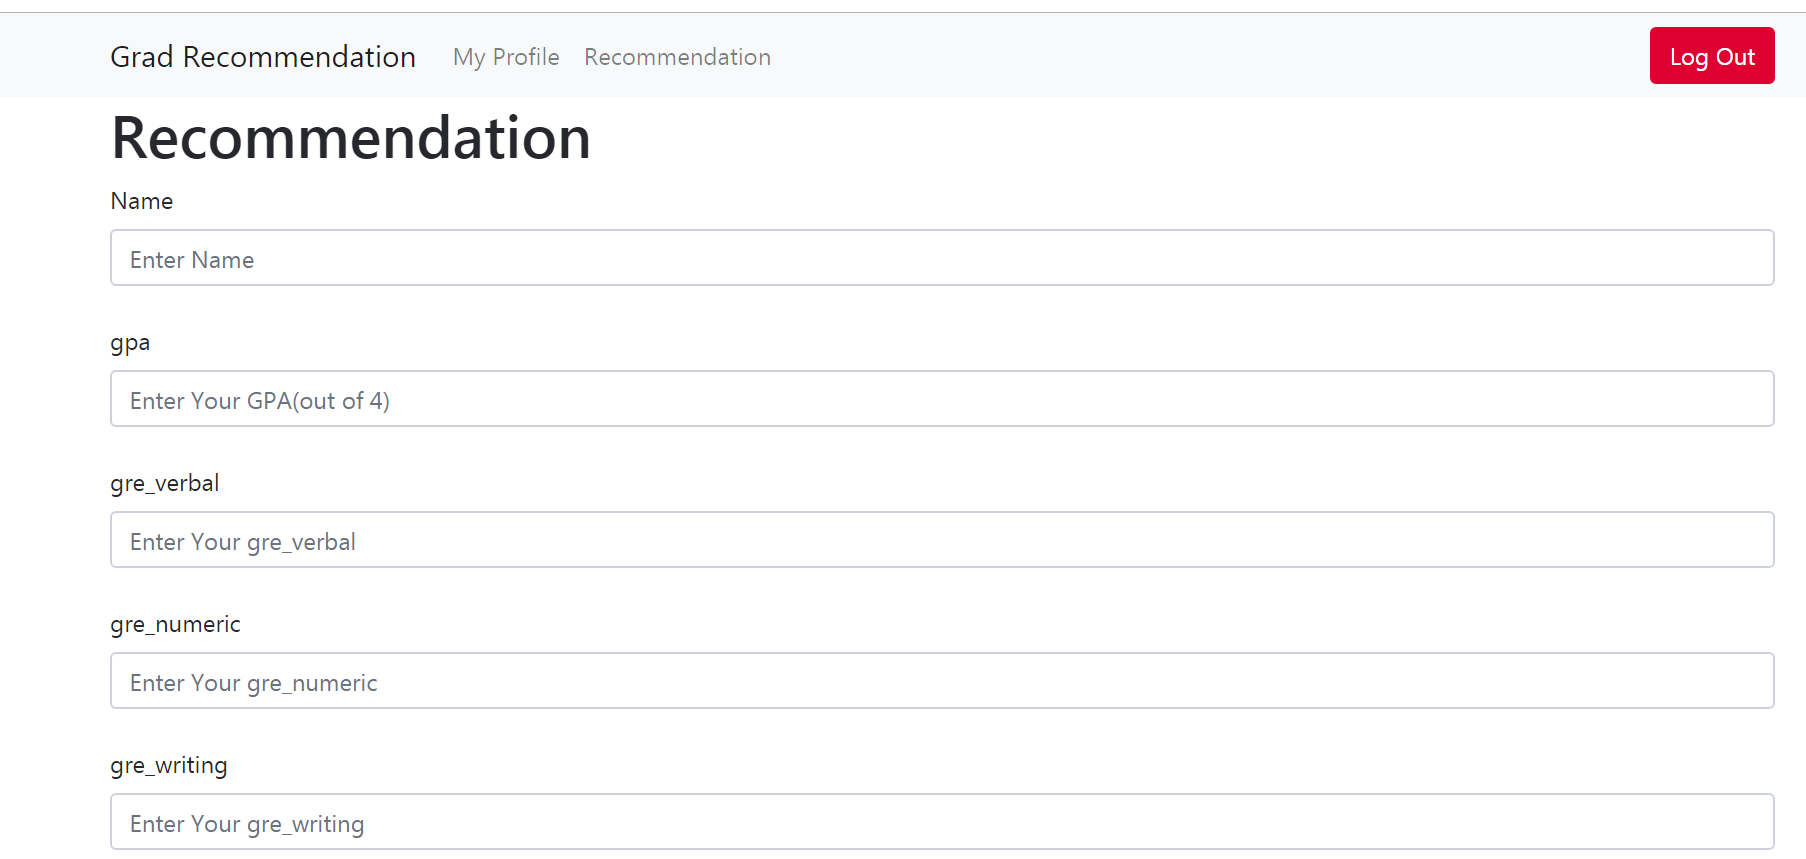 Grad Recommendation My Profile Recommendation Log Out
Recommendation
Name
Enter Name
gpa
Enter Your GPA(out of 4)
gre_verbal
Enter Your gre_verbal
gre_numeric
Enter Your gre_numeric
gre_writing
Enter Your gre_writing